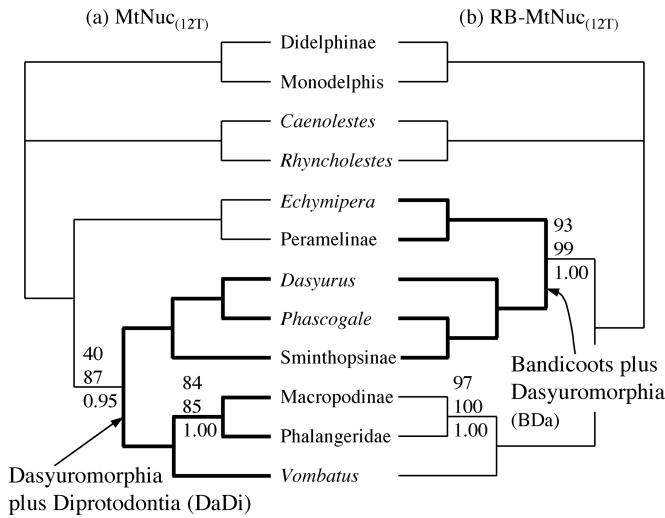 (a) MtNuc(12T)
(b) RB-MtNuc(12T)
Didelphinae
Monodelphis
Caenolestes
Rhyncholestes
Echymipera
Peramelinae
Dasyurus
Phascogale
Sminthopsinae
Macropodinae
Phalangeridae
Vombatus
40
87
0.95
84
85
1.00
Dasyuromorphia
plus Diprotodontia (DaDi)
93
99
1.00
97
100
1.00
Bandicoots plus
Dasyuromorphia
(BDa)